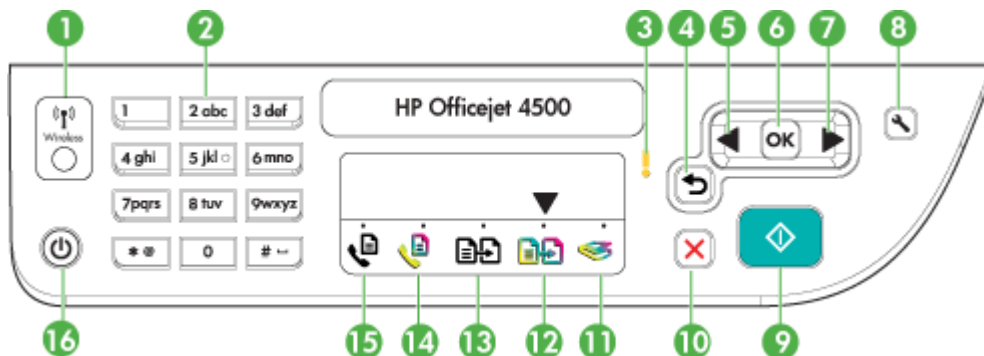 1 2 3 4 5 6 7 8
HP Officejet 4500
Wireless
1 2 abc 3 def
4 ghi 5 jkl 6 mno
7pqrs 8 tuv 9wxyz
* @ 0 #
OK
16 15 14 13 12 11 10 9